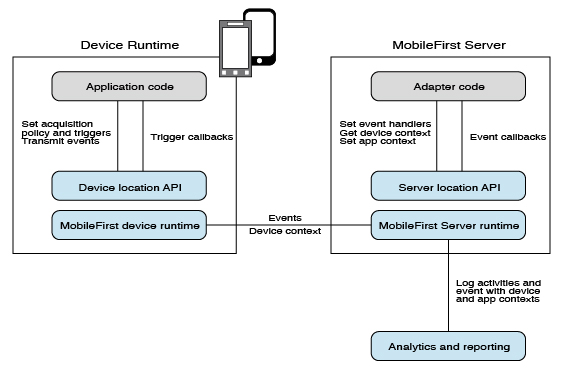 Device Runtime
MobileFirst Server
Application code
Adapter code
Set acquisition
policy and triggers
Transmit events
Trigger callbacks
Set event handlers
Get device context
Set app context
Event callbacks
Device location API
Server location API
MobileFirst device runtime
Events
Device context
MobileFirst Server runtime
Log activities and
event with device
and app contexts
Analytics and reporting